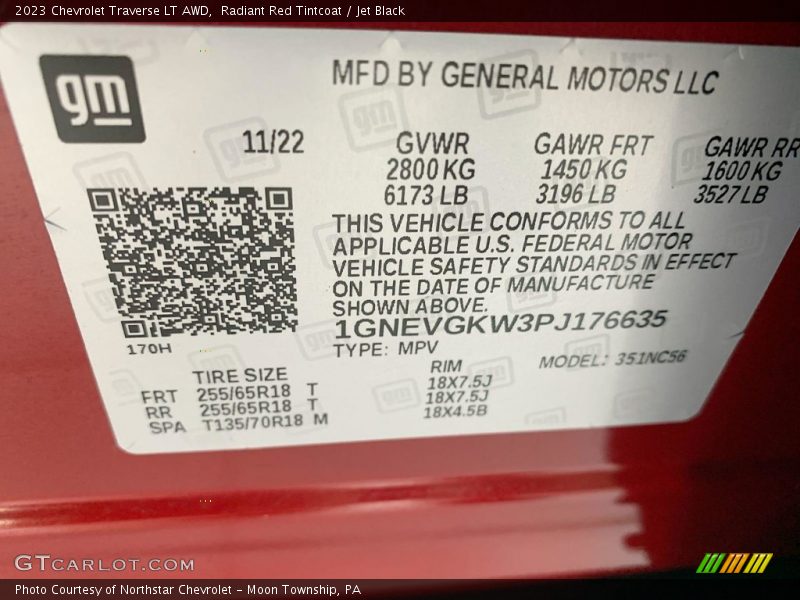 2023 Chevrolet Traverse LT AWD,  Radiant Red Tintcoat / Jet Black
gm
MFD BY GENERAL MOTORS LLC
11/22
GVWR GAWR FRT GAWR RR
2800 KG 1450 KG 1600 KG
6173 LB 3196 LB 3527 LB
THIS VEHICLE CONFORMS TO ALL
APPLICABLE U.S. FEDERAL MOTOR
VEHICLE SAFETY STANDARDS IN EFFECT
ON THE DATE OF MANUFACTURE
SHOWN ABOVE.
1GNEVGKW3PJ176635
170H
TYPE: MPV
MODEL: 351NC56
TIRE SIZE RIM
FRT 255/65R18 T 18X7.5J
RR 255/65R18 T 18X7.5J
SPA T135/70R18 M 18X4.5B
GTCARLOT.COM
Photo Courtesy of Northstar Chevrolet - Moon Township, PA